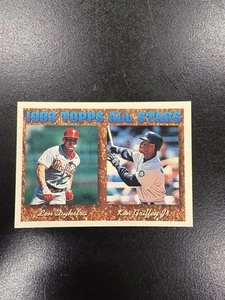 1993 TOPPS ALL-STARS
Len Dykstra
Ken Griffey Jr.